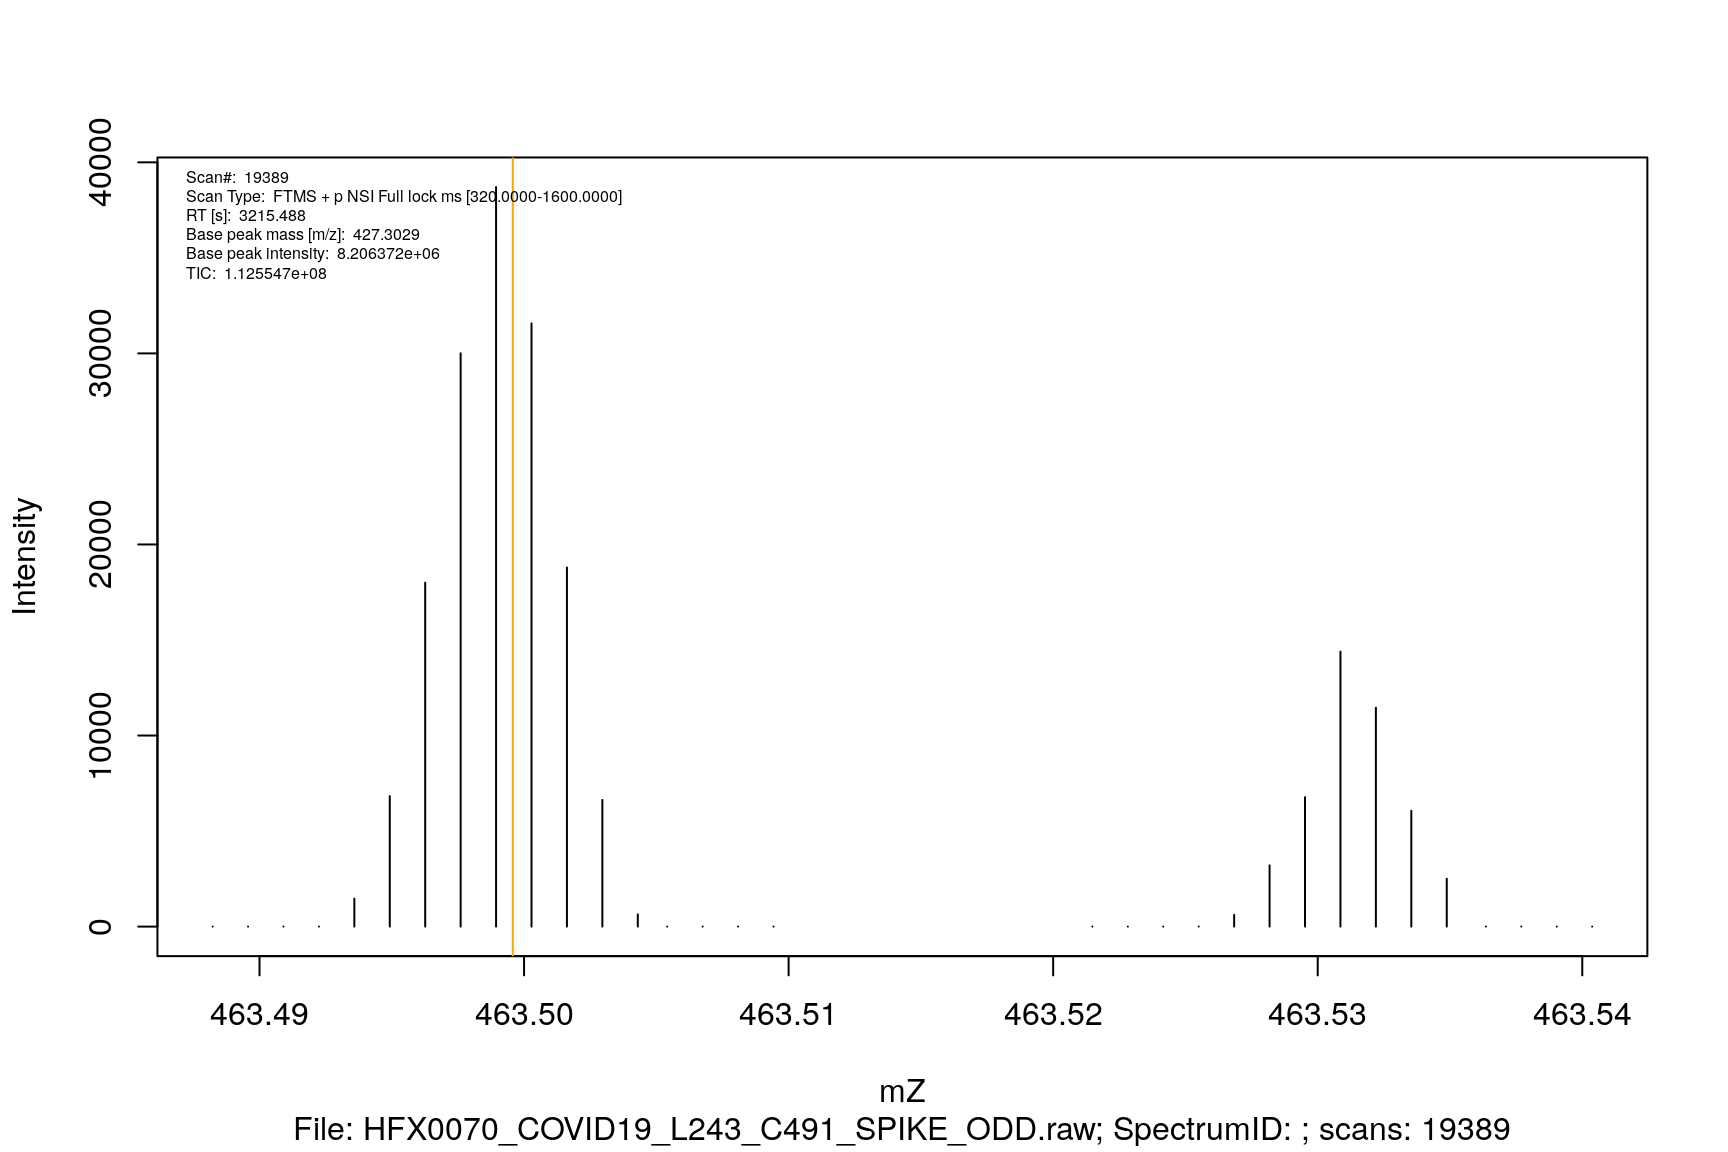 Scan#: 19389
Scan Type: FTMS + p NSI Full lock ms [320.0000-1600.0000]
RT [s]: 3215.488
Base peak mass [m/z]: 427.3029
Base peak intensity: 8.206372e+06
TIC: 1.125547e+08
40000
30000
20000
10000
0
Intensity
463.49 463.50 463.51 463.52 463.53 463.54
mZ
File: HFX0070_COVID19_L243_C491_SPIKE_ODD.raw; SpectrumID: ; scans: 19389